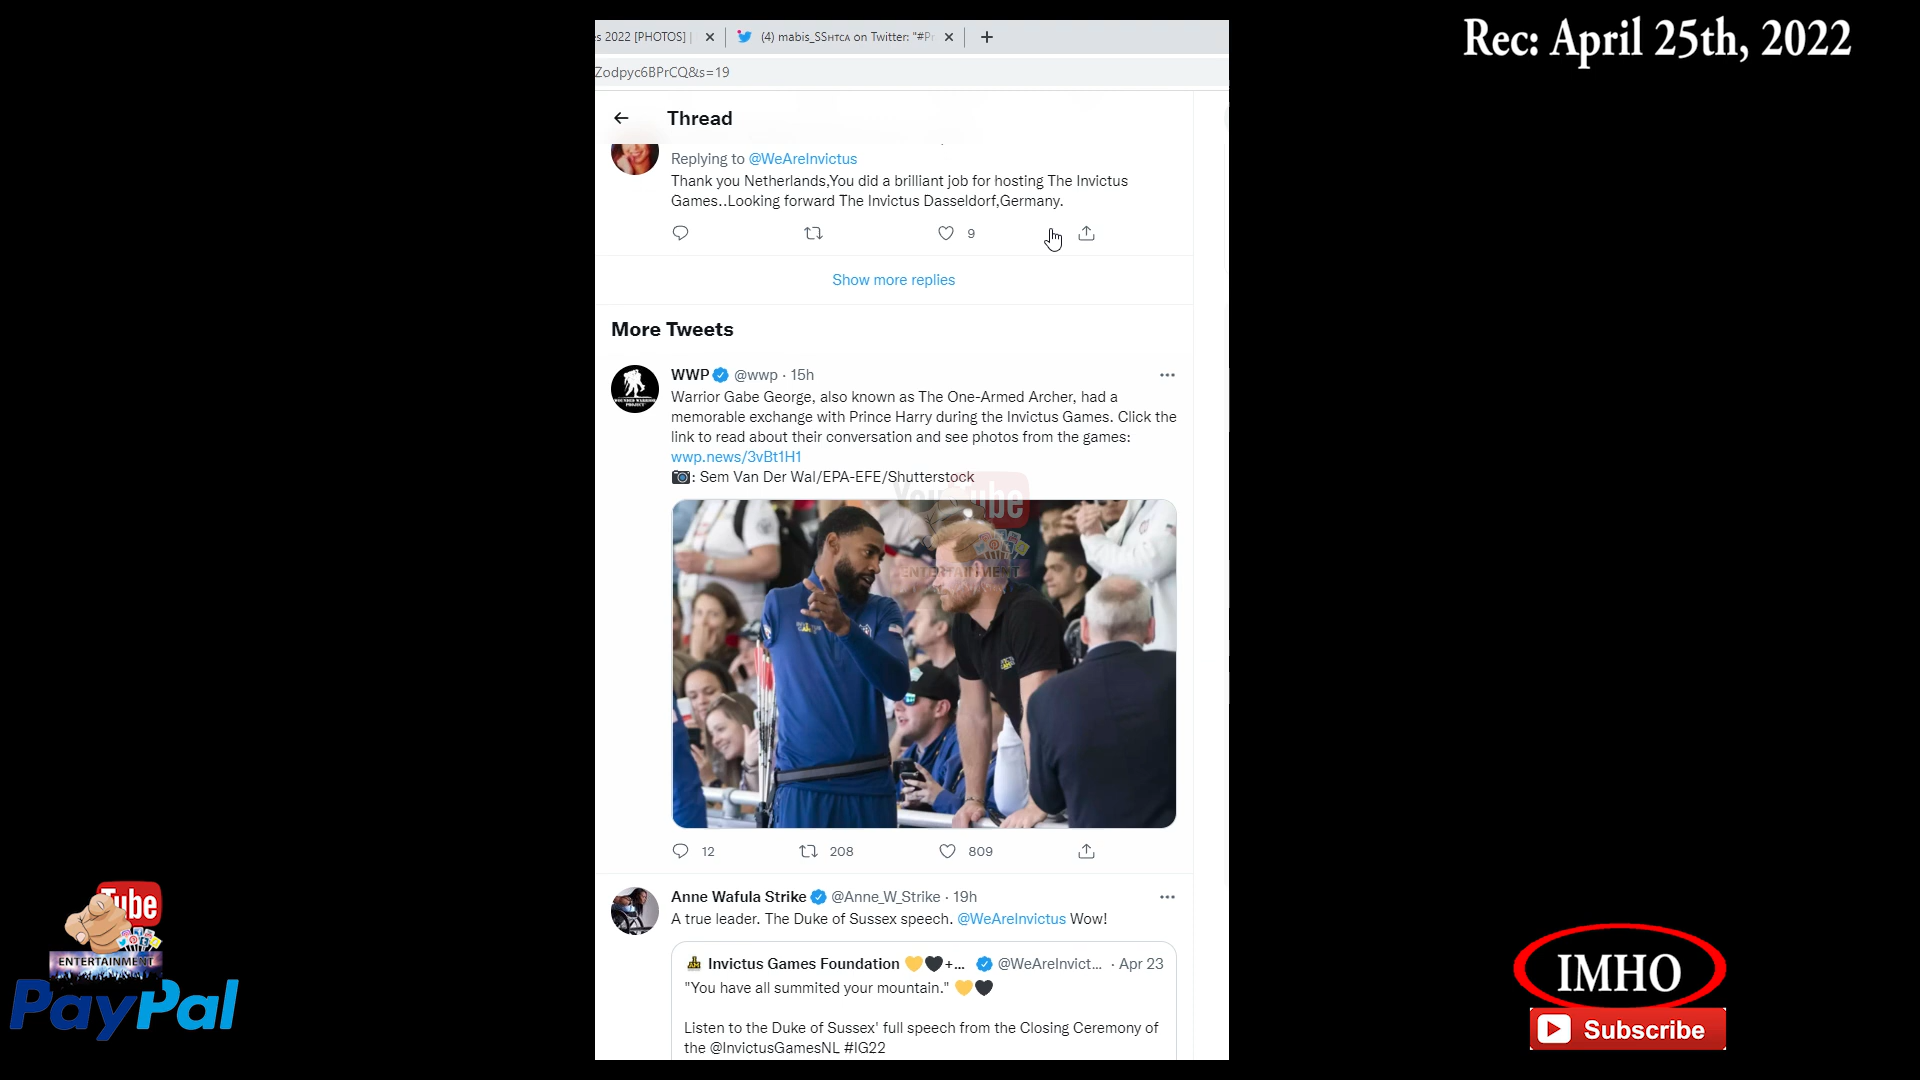 Rec: April 25th, 2022
s 2022 [PHOTOS] |
(4) mabis_SSHTCA on Twitter: "#Pr
Zodpyc6BPrCQ&s=19
Thread
Replying to @WeAreInvictus
Thank you Netherlands,You did a brilliant job for hosting The Invictus
Games..Looking forward The Invictus Dasseldorf,Germany.
9
Show more replies
More Tweets
WWP @wwp · 15h
Warrior Gabe George, also known as The One-Armed Archer, had a
memorable exchange with Prince Harry during the Invictus Games. Click the
link to read about their conversation and see photos from the games:
wwp.news/3vBt1H1
: Sem Van Der Wal/EPA-EFE/Shutterstock
YouTube
ENTERTAINMENT
12 208 809
Anne Wafula Strike @Anne_W_Strike · 19h
A true leader. The Duke of Sussex speech. @WeAreInvictus Wow!
Invictus Games Foundation 💛🖤+... @WeAreInvict... · Apr 23
"You have all summited your mountain." 💛🖤
Listen to the Duke of Sussex' full speech from the Closing Ceremony of
the @InvictusGamesNL #IG22
Tube
ENTERTAINMENT
PayPal
IMHO
Subscribe